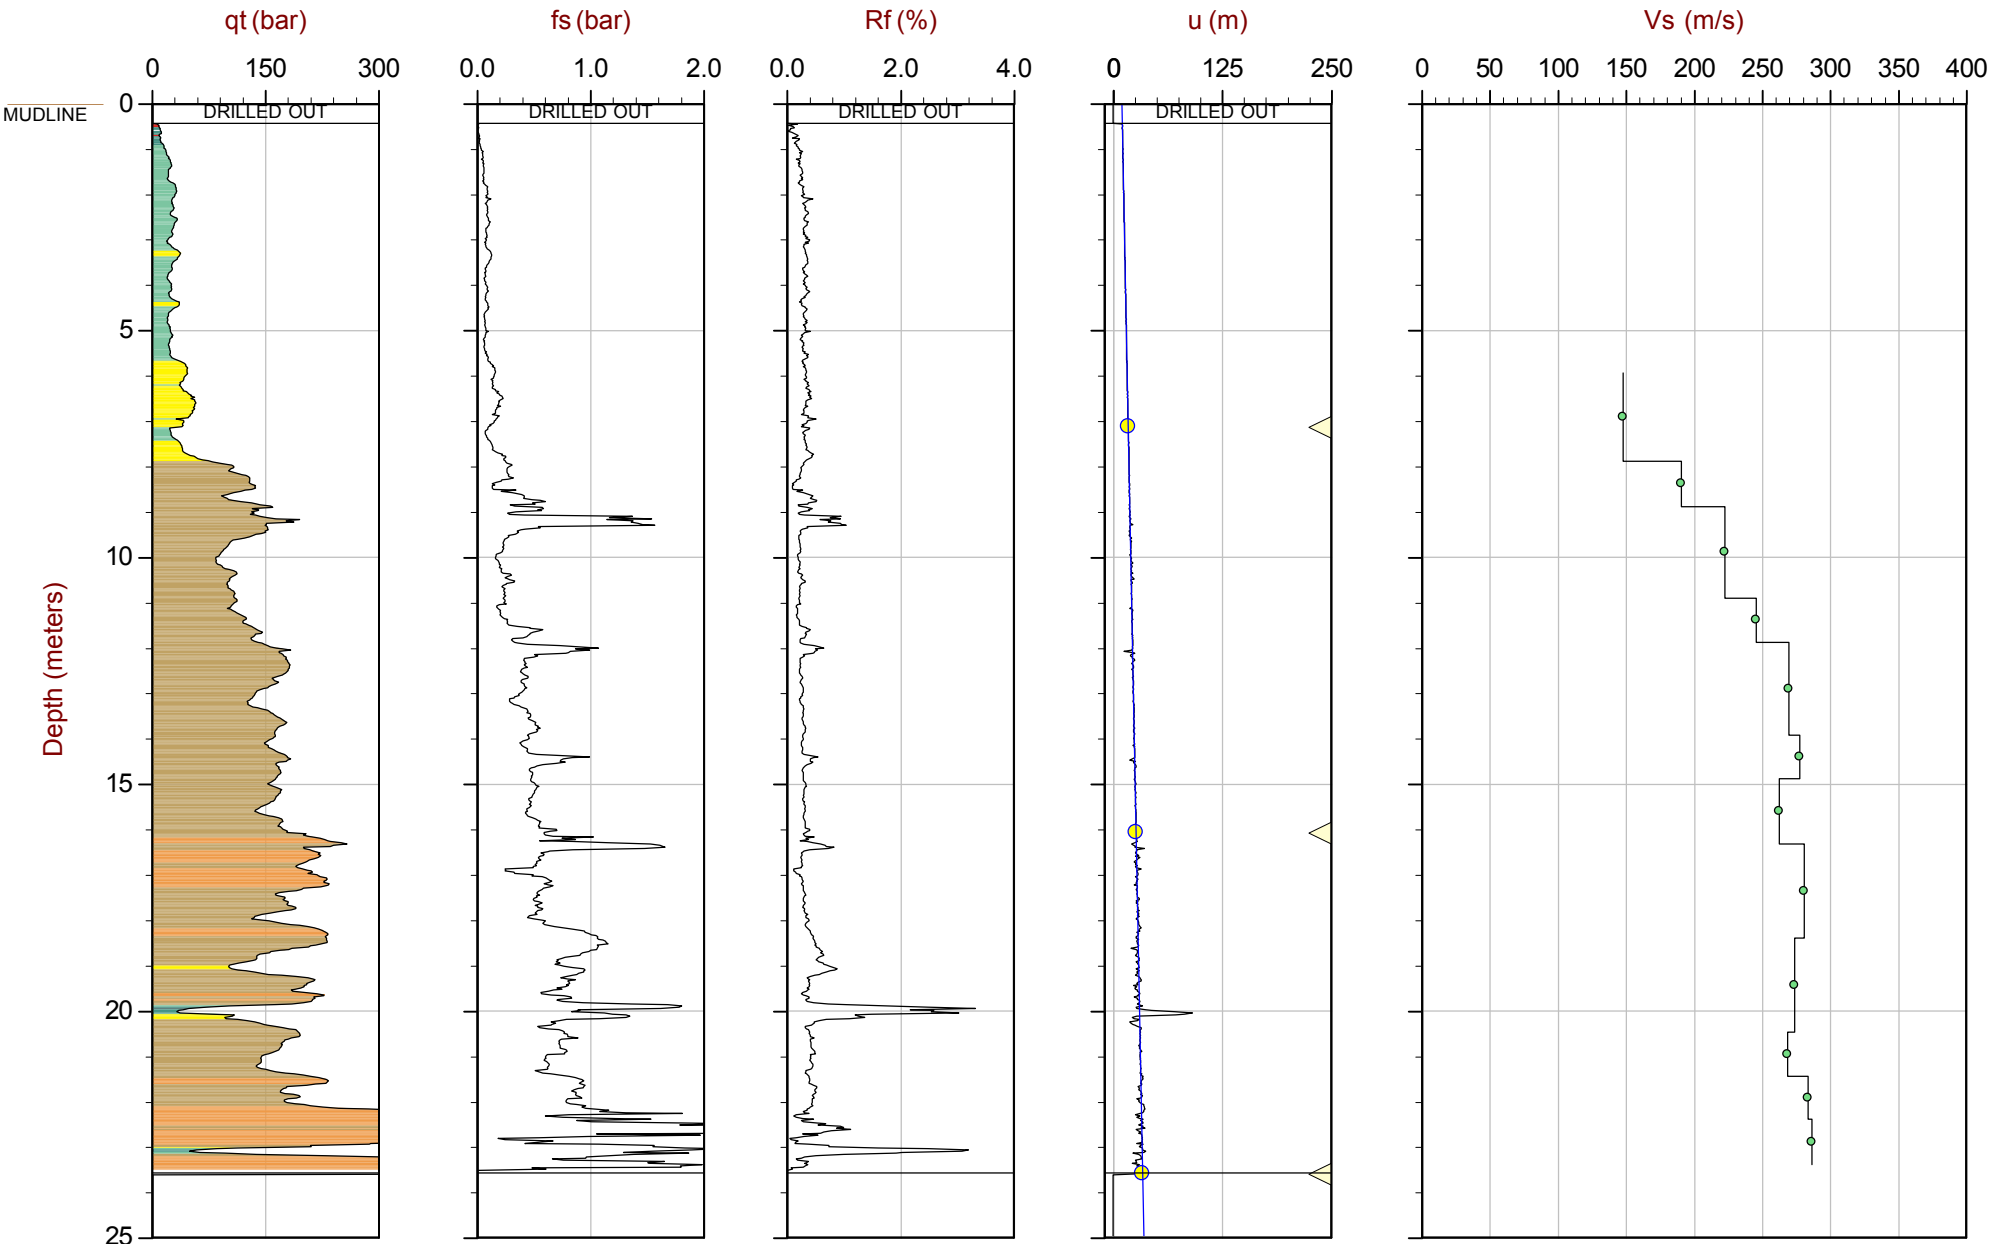 qt (bar) fs (bar) Rf (%) u (m) Vs (m/s)
0 150 300 0.0 1.0 2.0 0.0 2.0 4.0 0 125 250 0 50 100 150 200 250 300 350 400
0
MUDLINE DRILLED OUT DRILLED OUT DRILLED OUT DRILLED OUT
5
10
Depth (meters)
15
20
25